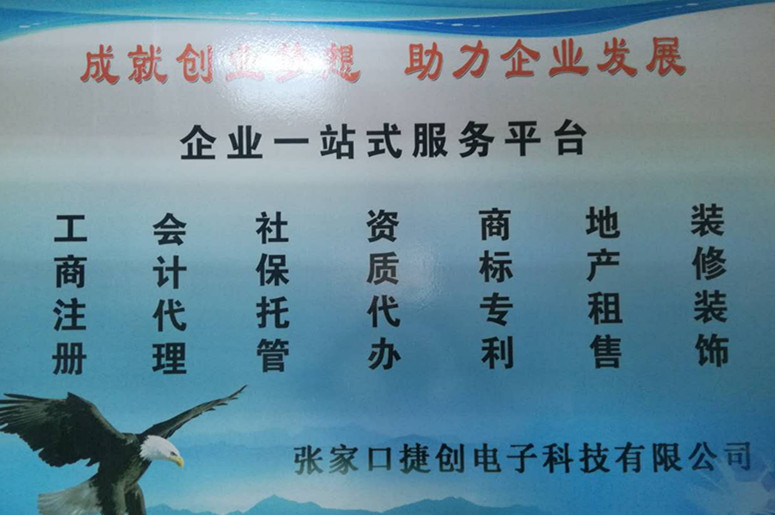 成就创业梦想 助力企业发展
企业一站式服务平台
工商注册
会计代理
社保托管
资质代办
商标专利
地产租售
装修装饰
张家口捷创电子科技有限公司